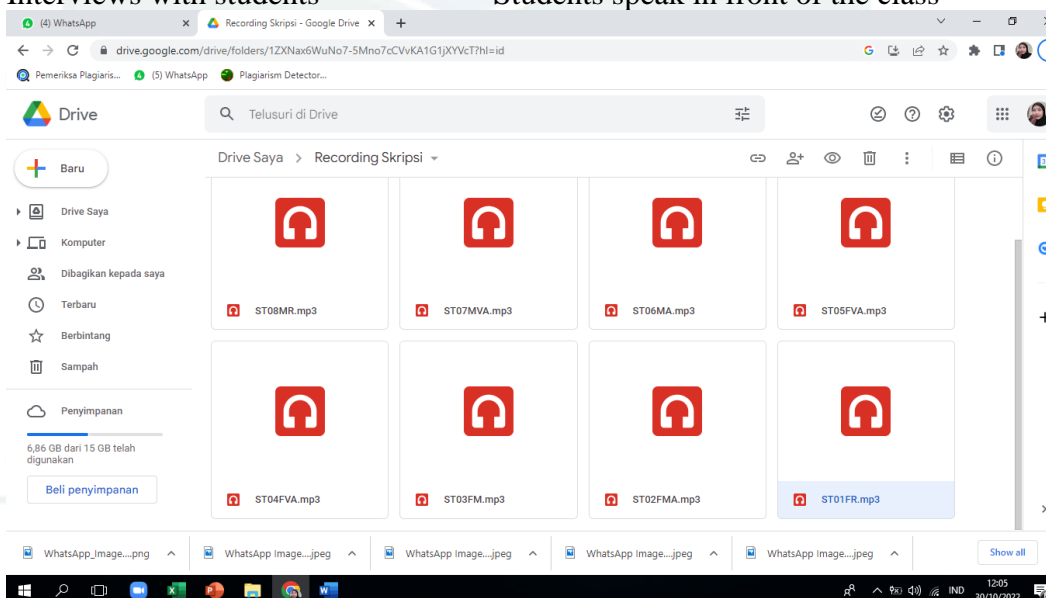 Interviews with students Students speak in front of the class
(4) WhatsApp Recording Skripsi - Google Drive
drive.google.com/drive/folders/1ZXNax6WuNo7-5Mno7cCVvKA1G1jXYVcT?hl=id
Pemeriksa Plagiaris... (5) WhatsApp Plagiarism Detector...
Drive Telusuri di Drive
Baru Drive Saya > Recording Skripsi
Drive Saya
Komputer
Dibagikan kepada saya
Terbaru
ST08MR.mp3 ST07MVA.mp3 ST06MA.mp3 ST05FVA.mp3
Berbintang
Sampah
Penyimpanan
6,86 GB dari 15 GB telah
digunakan
Beli penyimpanan
ST04FVA.mp3 ST03FM.mp3 ST02FMA.mp3 ST01FR.mp3
WhatsApp_Image....png WhatsApp Image....jpeg WhatsApp Image....jpeg WhatsApp Image....jpeg WhatsApp Image....jpeg Show all
IND 12:05
30/10/2022